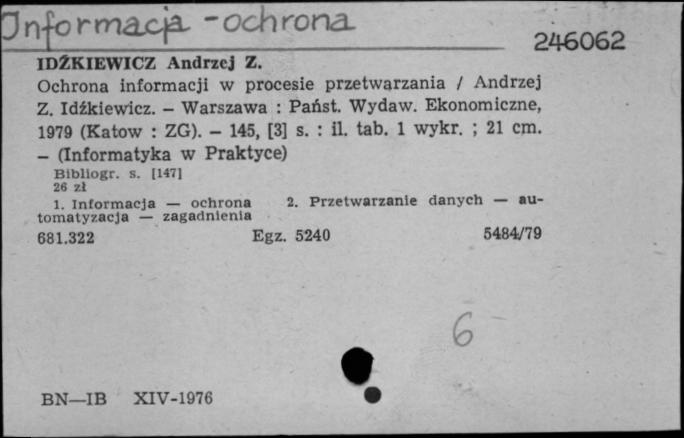 Informacja - ochrona
246062
IDŹKIEWICZ Andrzej Z.
Ochrona informacji w procesie przetwarzania / Andrzej
Z. Idźkiewicz. – Warszawa : Państ. Wydaw. Ekonomiczne,
1979 (Katow : ZG). – 145, [3] s. : il. tab. 1 wykr. ; 21 cm.
– (Informatyka w Praktyce)
Bibliogr. s. [147]
26 zł
1. Informacja — ochrona 2. Przetwarzanie danych — au-
tomatyzacja — zagadnienia
681.322 Egz. 5240 5484/79
6
BN—IB XIV-1976